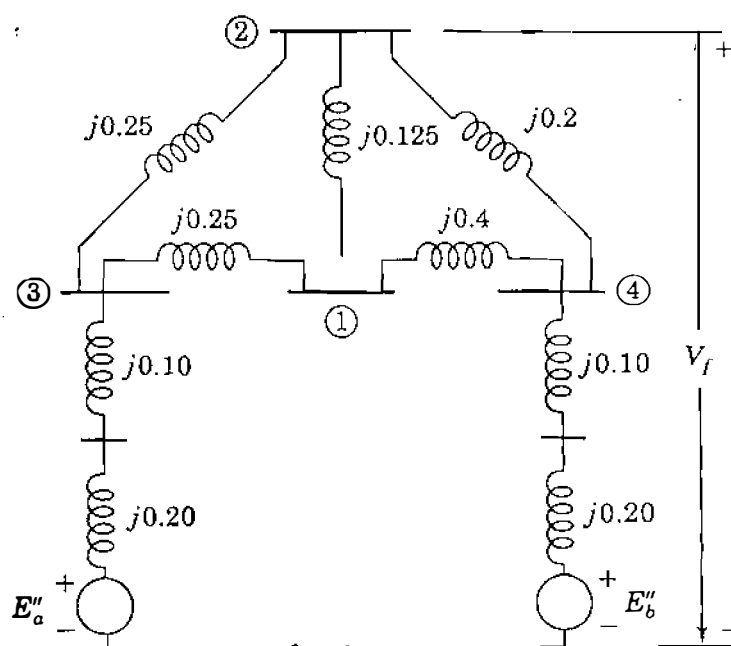 ②
+
j0.25
j0.125
j0.2
j0.25
j0.4
③
①
④
j0.10
j0.10
V_f
j0.20
j0.20
+
E''_a
−
+
E''_b
−
−